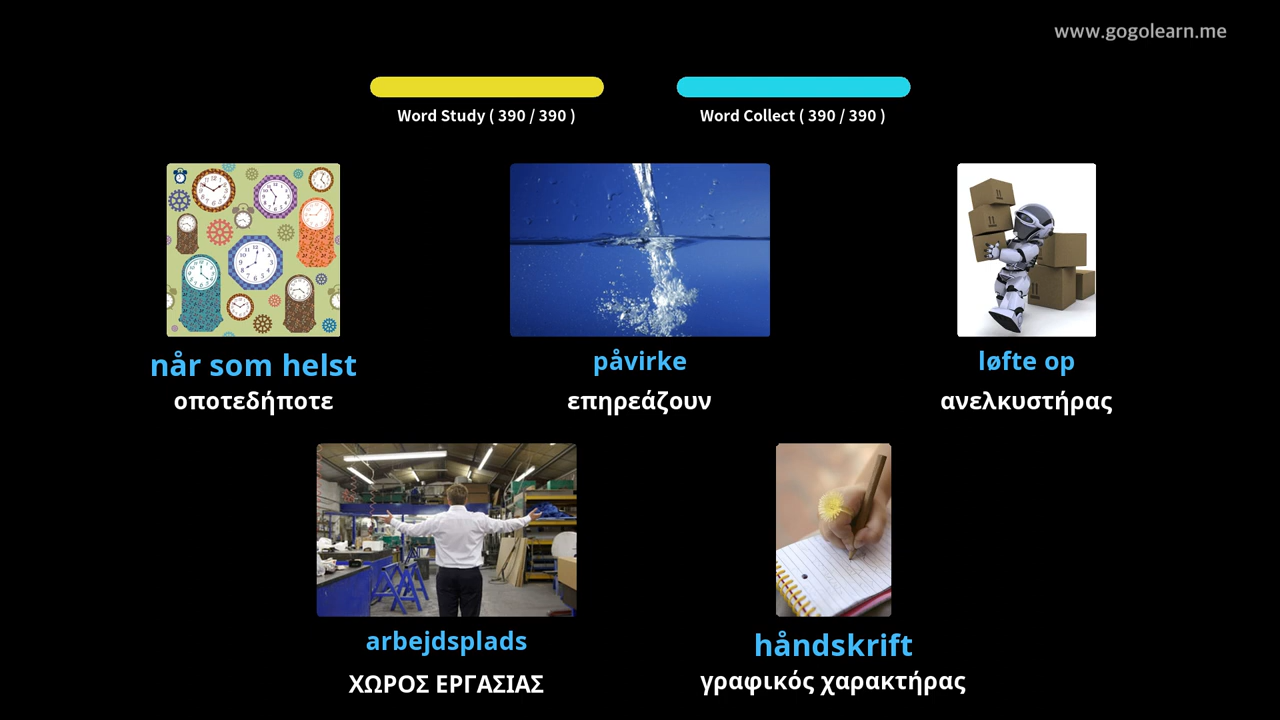 www.gogolearn.me
Word Study ( 390 / 390 )
Word Collect ( 390 / 390 )
når som helst
οποτεδήποτε
påvirke
επηρεάζουν
løfte op
ανελκυστήρας
arbejdsplads
ΧΩΡΟΣ ΕΡΓΑΣΙΑΣ
håndskrift
γραφικός χαρακτήρας